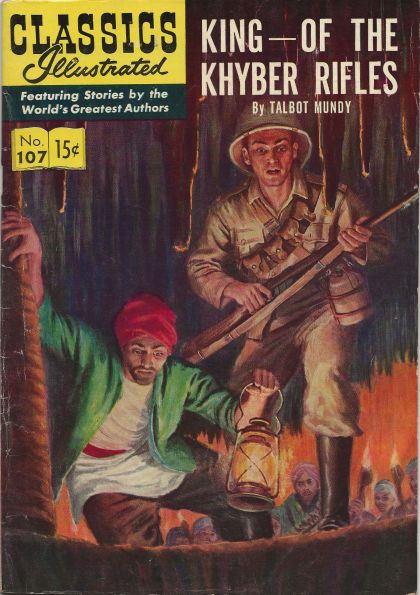 CLASSICS
Illustrated
Featuring Stories by the
World's Greatest Authors
No.
107
15¢
KING—OF THE
KHYBER RIFLES
By TALBOT MUNDY